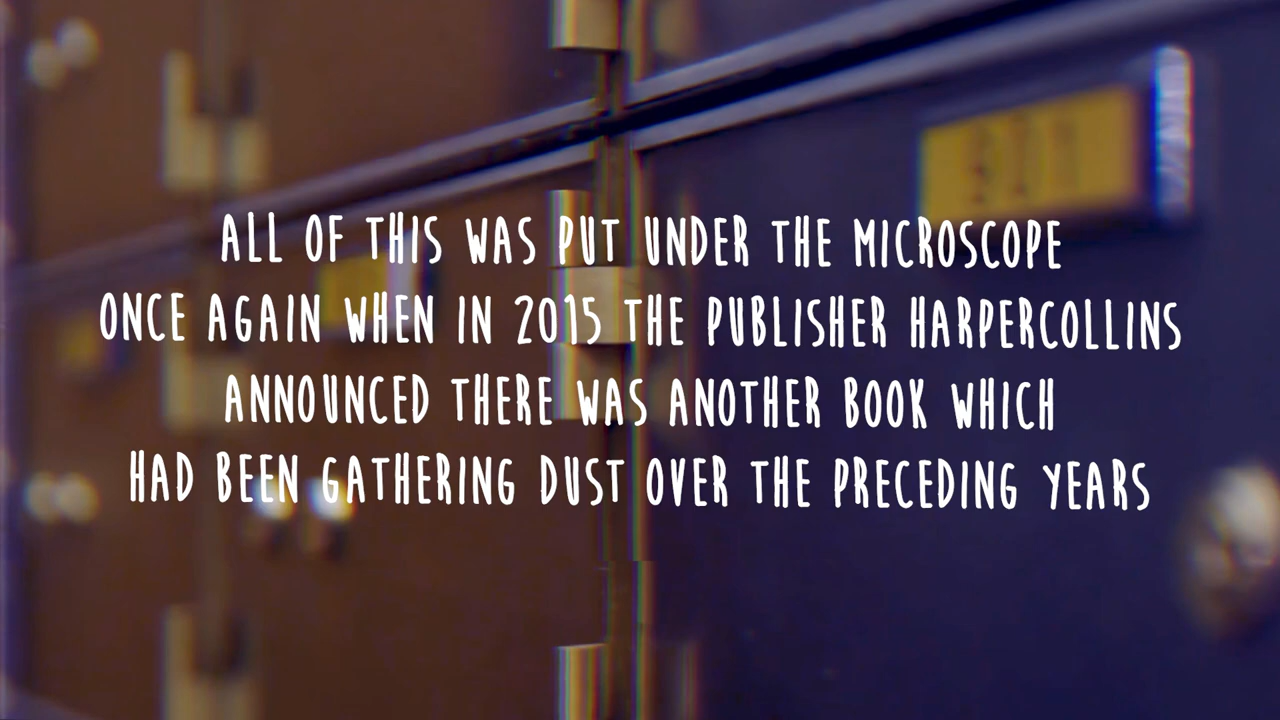 ALL OF THIS WAS PUT UNDER THE MICROSCOPE
ONCE AGAIN WHEN IN 2015 THE PUBLISHER HARPERCOLLINS
ANNOUNCED THERE WAS ANOTHER BOOK WHICH
HAD BEEN GATHERING DUST OVER THE PRECEDING YEARS